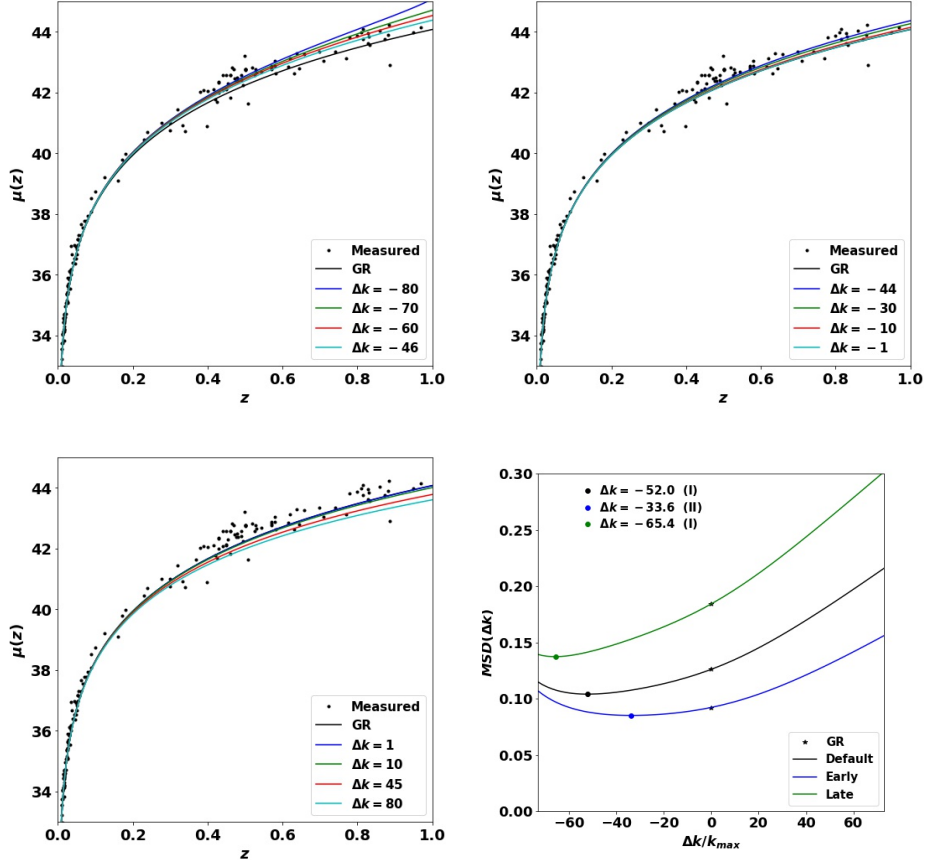 44
42
40
38
36
34
μ(z)
Measured
GR
Δk = −80
Δk = −70
Δk = −60
Δk = −46
0.0 0.2 0.4 0.6 0.8 1.0
z
44
42
40
38
36
34
μ(z)
Measured
GR
Δk = −44
Δk = −30
Δk = −10
Δk = −1
0.0 0.2 0.4 0.6 0.8 1.0
z
44
42
40
38
36
34
μ(z)
Measured
GR
Δk = 1
Δk = 10
Δk = 45
Δk = 80
0.0 0.2 0.4 0.6 0.8 1.0
z
0.30
0.25
0.20
0.15
0.10
0.05
0.00
MSD(Δk)
Δk = −52.0 (I)
Δk = −33.6 (II)
Δk = −65.4 (I)
GR
Default
Early
Late
−60 −40 −20 0 20 40 60
Δk/kmax